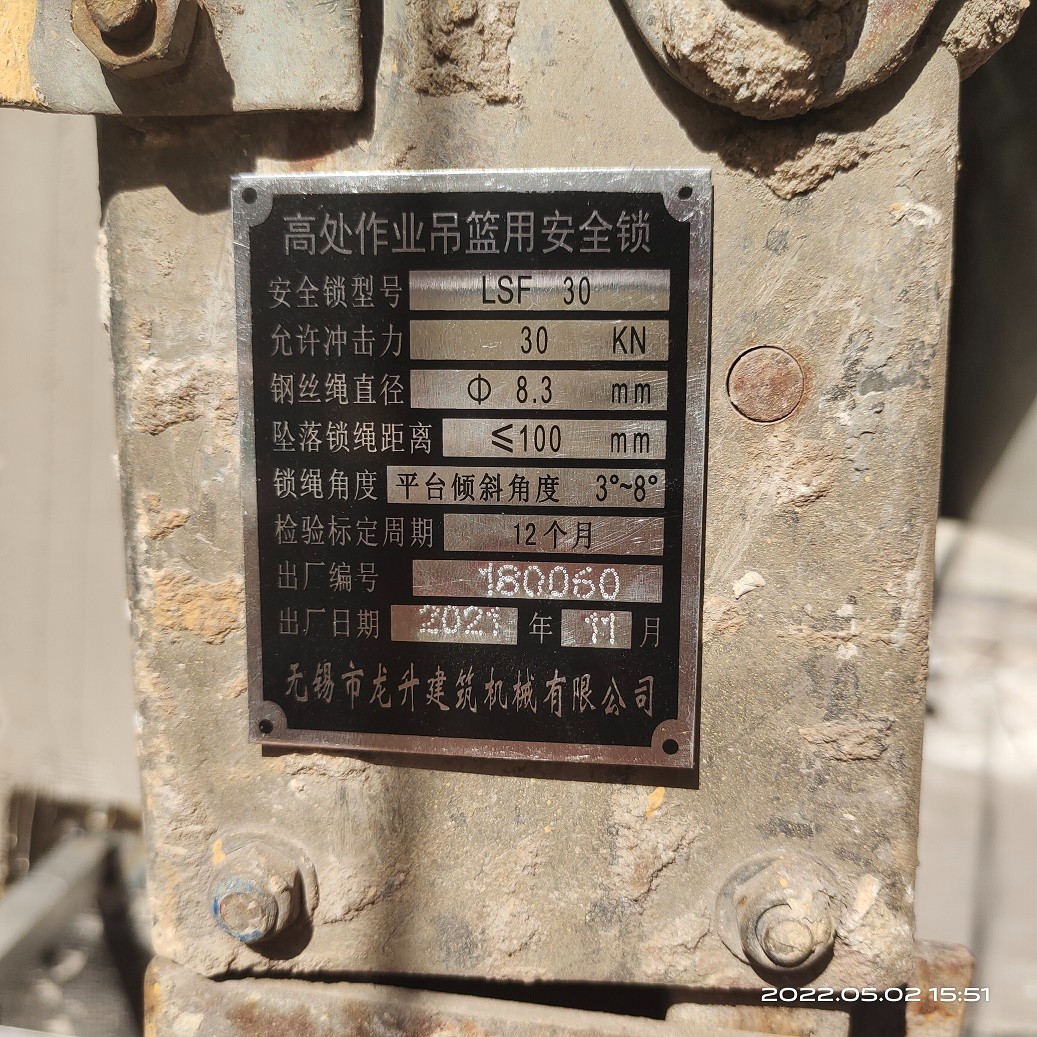 高处作业吊篮用安全锁
安全锁型号 LSF 30
允许冲击力 30 KN
钢丝绳直径 Φ 8.3 mm
坠落锁绳距离 ≤100 mm
锁绳角度 平台倾斜角度 3°~8°
检验标定周期 12个月
出厂编号 180060
出厂日期 2021 年 11 月
无锡市龙升建筑机械有限公司
2022.05.02 15:51